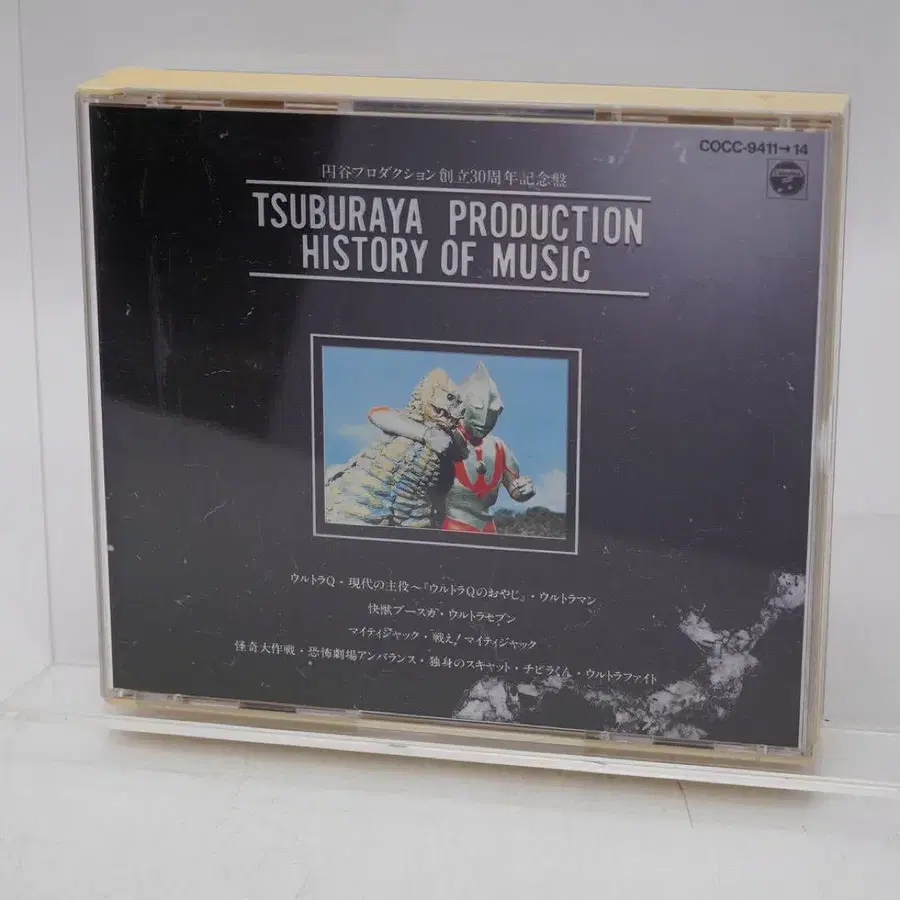 COCC-9411→14
Columbia
円谷プロダクション創立30周年記念盤
TSUBURAYA PRODUCTION
HISTORY OF MUSIC
ウルトラQ・現代の主役～『ウルトラQのおやじ』・ウルトラマン
快獣ブースカ・ウルトラセブン
マイティジャック・戦え!マイティジャック
怪奇大作戦・恐怖劇場アンバランス・独身のスキャット・チビラくん・ウルトラファイト